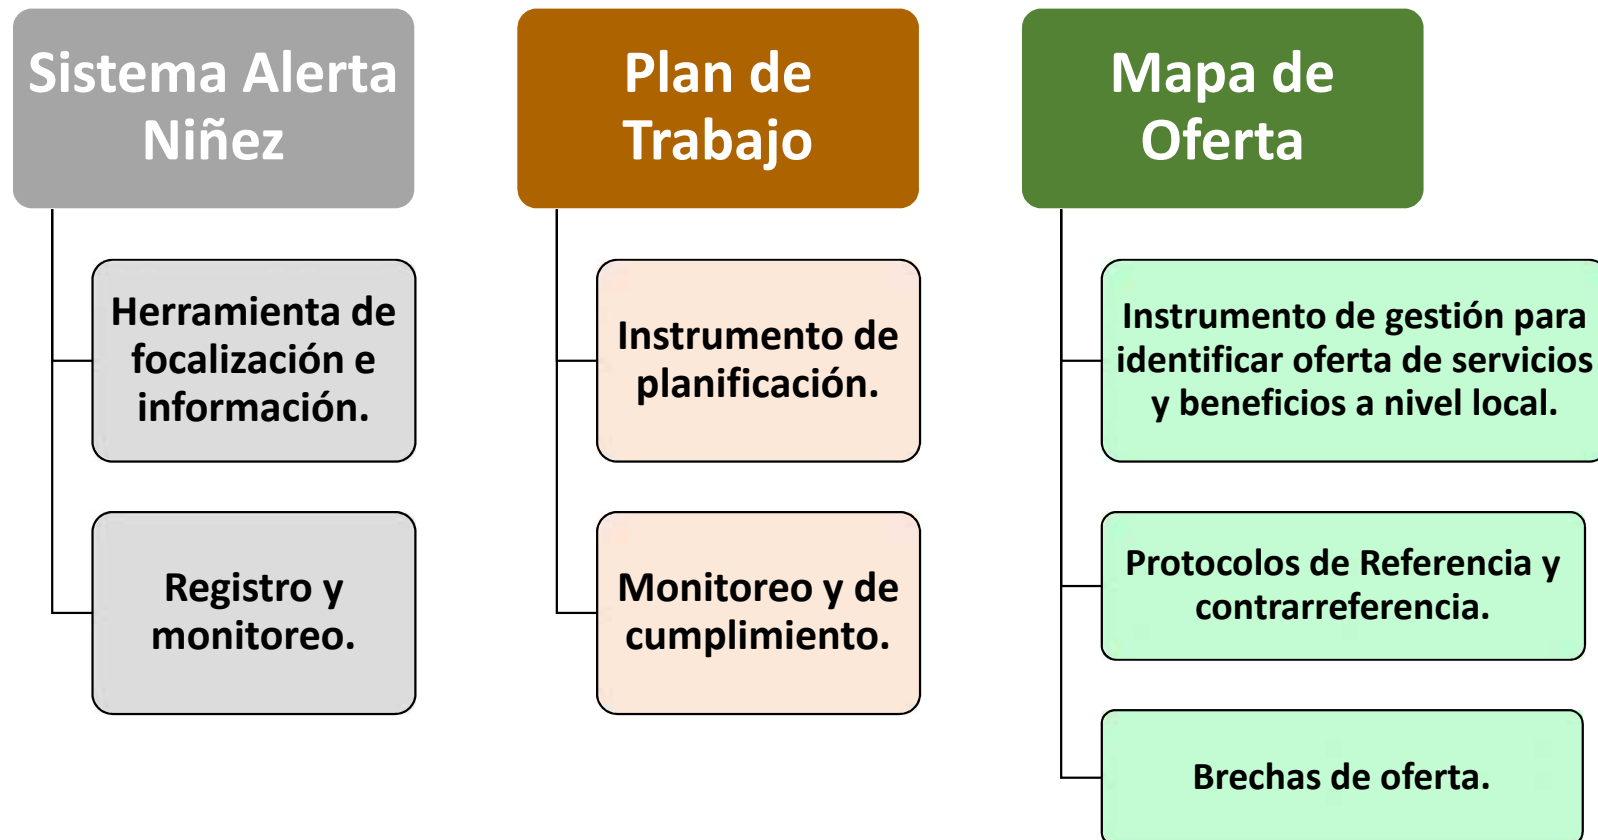 Sistema Alerta
Niñez
Herramienta de
focalización e
información.
Registro y
monitoreo.
Plan de
Trabajo
Instrumento de
planificación.
Monitoreo y de
cumplimiento.
Mapa de
Oferta
Instrumento de gestión para
identificar oferta de servicios
y beneficios a nivel local.
Protocolos de Referencia y
contrarreferencia.
Brechas de oferta.